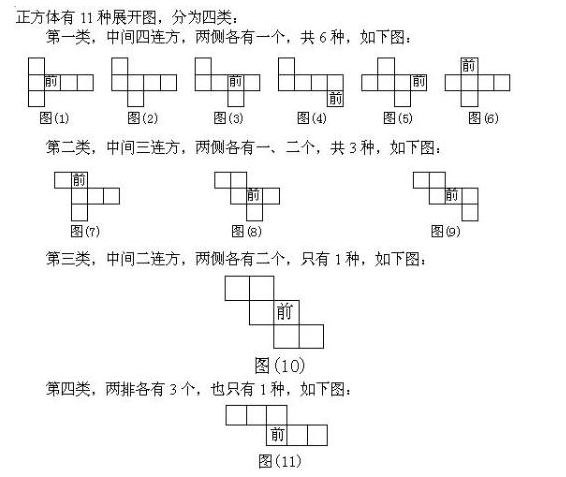 正方体有 11 种展开图，分为四类：
第一类，中间四连方，两侧各有一个，共 6 种，如下图：
前 前 前 前 前
图(1) 图(2) 图(3) 图(4) 图(5) 图(6)
第二类，中间三连方，两侧各有一、二个，共 3 种，如下图：
前 前 前
图(7) 图(8) 图(9)
第三类，中间二连方，两侧各有二个，只有 1 种，如下图：
前
图(10)
第四类，两排各有 3 个，也只有 1 种，如下图：
前
图(11)